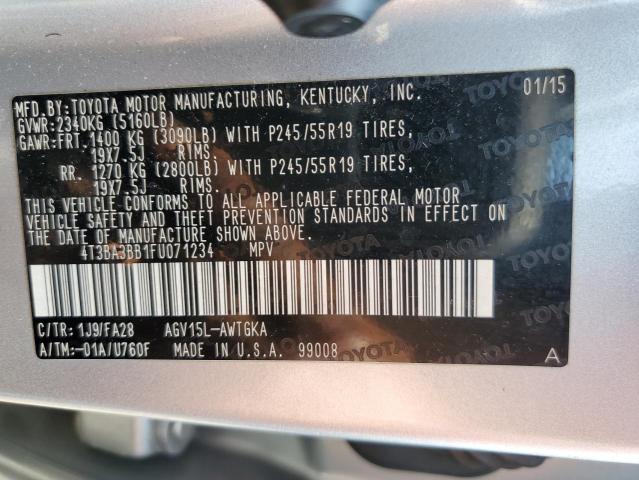 MFD.BY:TOYOTA MOTOR MANUFACTURING, KENTUCKY, INC. 01/15
GVWR:2340KG (5160LB)
GAWR:FRT. 1400 KG (3090LB) WITH P245/55R19 TIRES,
19X7.5J RIMS.
RR. 1270 KG (2800LB) WITH P245/55R19 TIRES,
19X7.5J RIMS.
THIS VEHICLE CONFORMS TO ALL APPLICABLE FEDERAL MOTOR
VEHICLE SAFETY AND THEFT PREVENTION STANDARDS IN EFFECT ON
THE DATE OF MANUFACTURE SHOWN ABOVE.
4T3BA3BB1FU071234 MPV
C/TR: 1J9/FA28 AGV15L-AWTGKA
A/TM:-01A/U760F MADE IN U.S.A. 99008 A